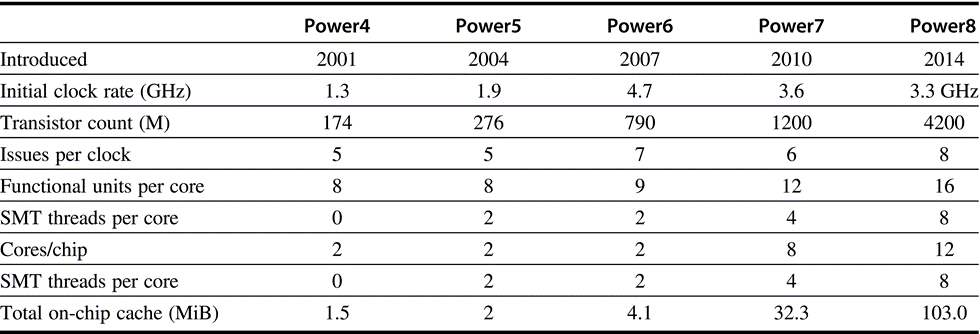 Power4 Power5 Power6 Power7 Power8
Introduced 2001 2004 2007 2010 2014
Initial clock rate (GHz) 1.3 1.9 4.7 3.6 3.3 GHz
Transistor count (M) 174 276 790 1200 4200
Issues per clock 5 5 7 6 8
Functional units per core 8 8 9 12 16
SMT threads per core 0 2 2 4 8
Cores/chip 2 2 2 8 12
SMT threads per core 0 2 2 4 8
Total on-chip cache (MiB) 1.5 2 4.1 32.3 103.0